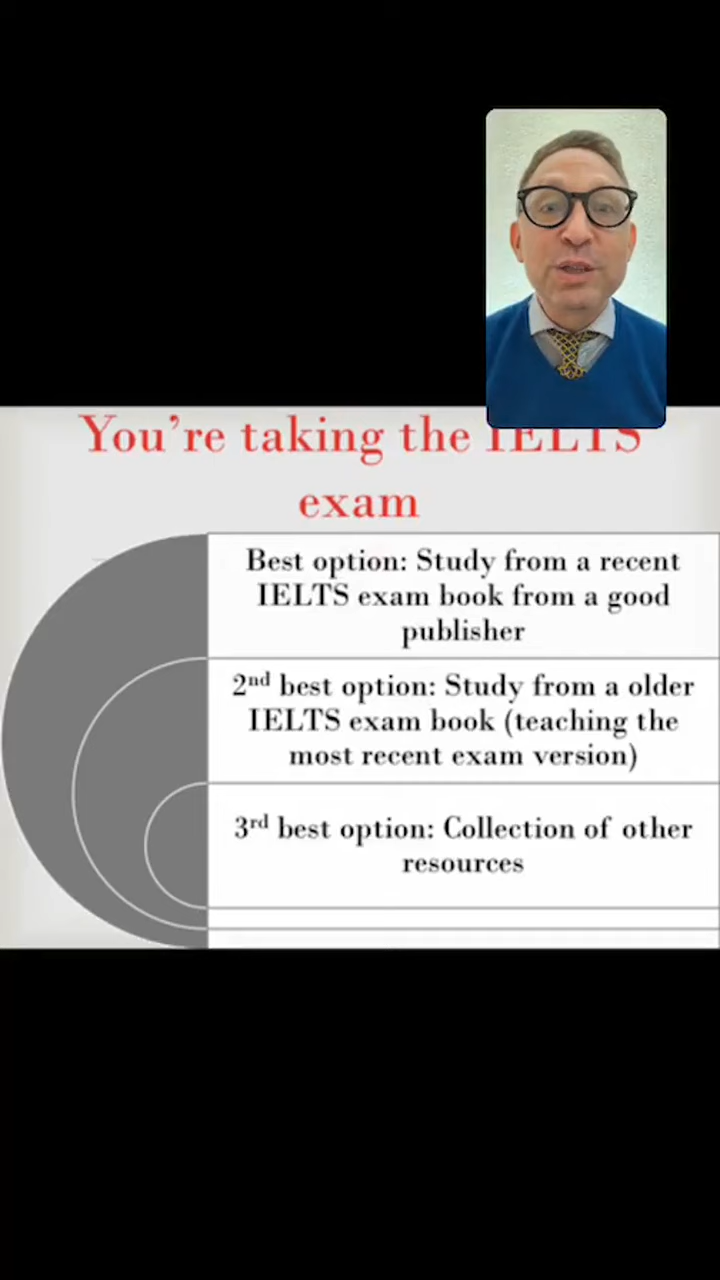 You're taking the IELTS
exam
Best option: Study from a recent
IELTS exam book from a good
publisher
2nd best option: Study from a older
IELTS exam book (teaching the
most recent exam version)
3rd best option: Collection of other
resources